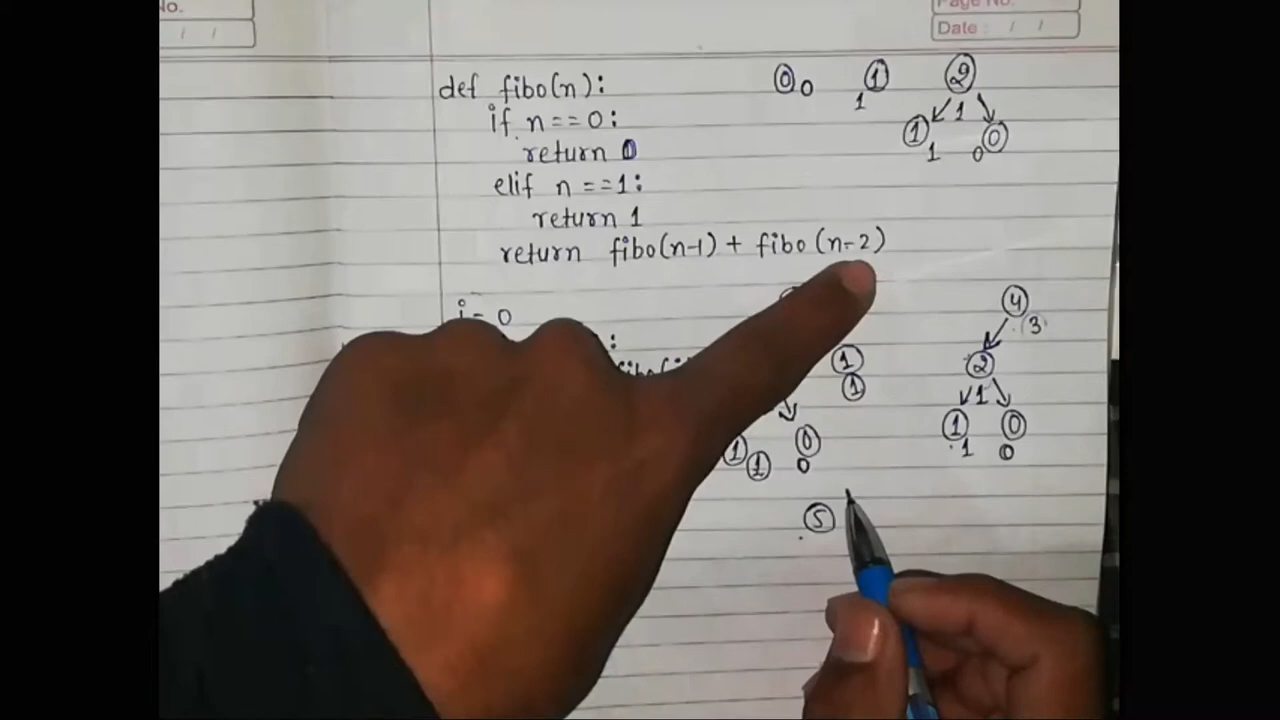 No.
/ /
Page No.
Date : / /
def fibo(n):
if n==0:
return 0
elif n==1:
return 1
return fibo(n-1) + fibo(n-2)
i= 0
:
0 0
1
1
2
1
1 0
1 0
1
1
0
1 1 0
4
3
2
1
1 0
1 0
5